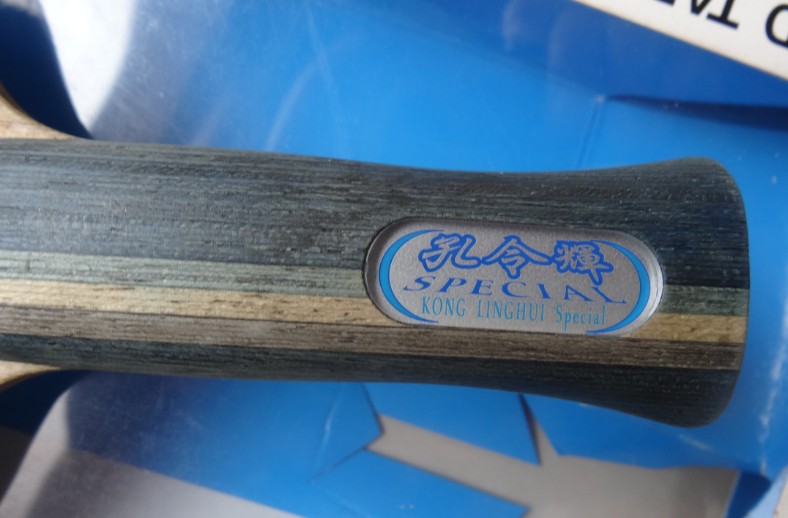 孔令輝
SPECIAL
KONG LINGHUI Special